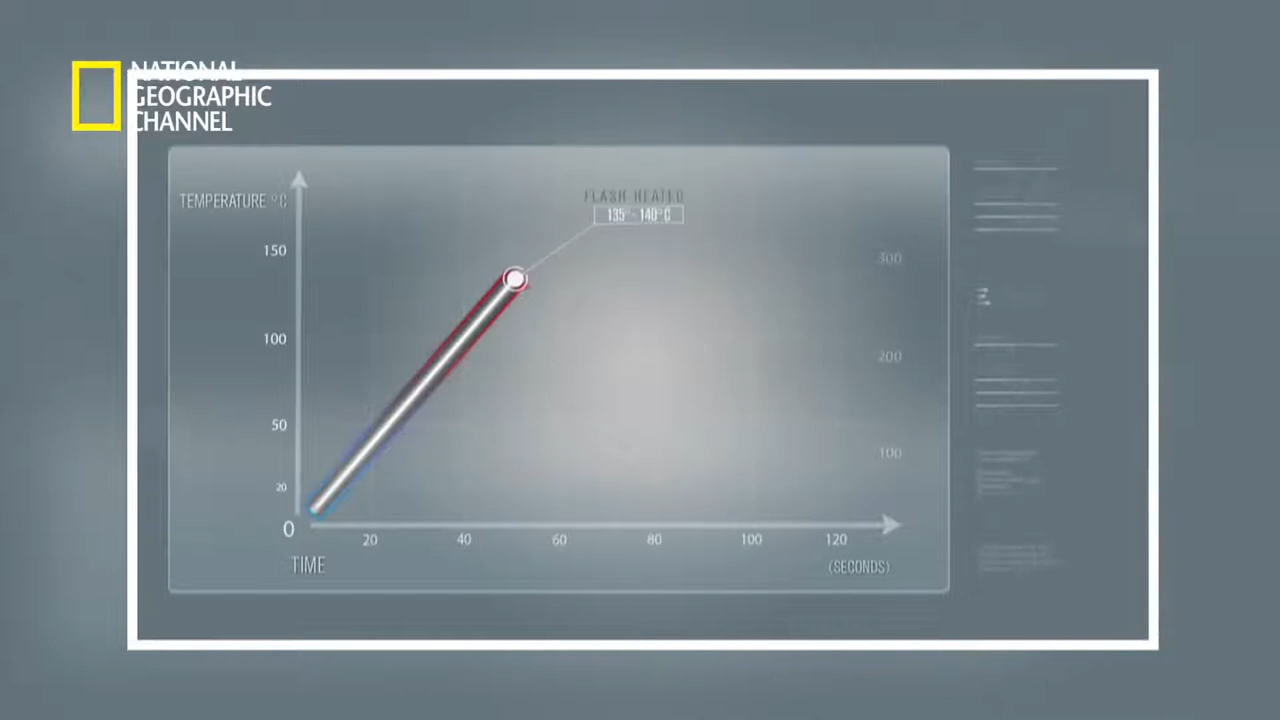 NATIONAL
GEOGRAPHIC
CHANNEL
FLASH HEATED
135° - 140°C
TEMPERATURE °C
150
100
50
20
0
300
200
100
20 40 60 80 100 120
TIME
(SECONDS)